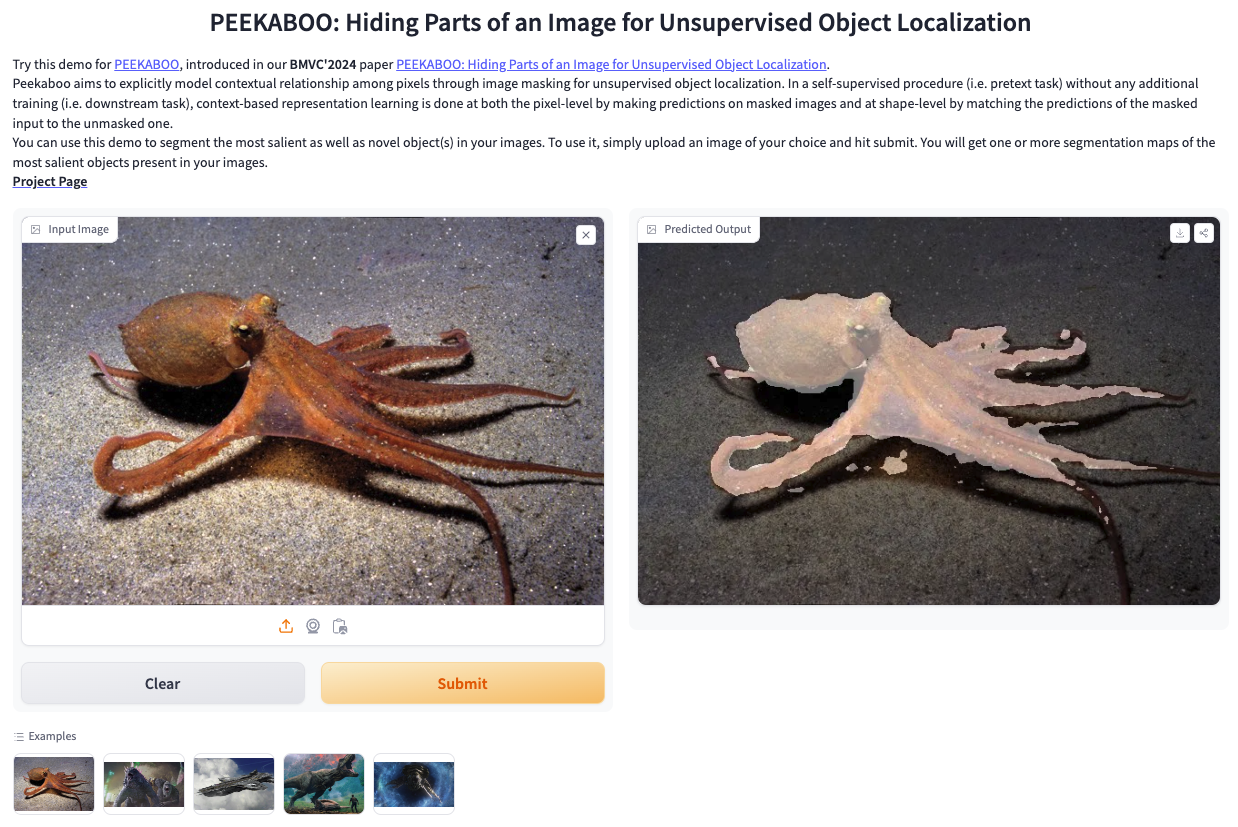 PEEKABOO: Hiding Parts of an Image for Unsupervised Object Localization
Try this demo for PEEKABOO, introduced in our BMVC'2024 paper PEEKABOO: Hiding Parts of an Image for Unsupervised Object Localization.
Peekaboo aims to explicitly model contextual relationship among pixels through image masking for unsupervised object localization. In a self-supervised procedure (i.e. pretext task) without any additional
training (i.e. downstream task), context-based representation learning is done at both the pixel-level by making predictions on masked images and at shape-level by matching the predictions of the masked
input to the unmasked one.
You can use this demo to segment the most salient as well as novel object(s) in your images. To use it, simply upload an image of your choice and hit submit. You will get one or more segmentation maps of the
most salient objects present in your images.
Project Page
Input Image
Predicted Output
Clear
Submit
Examples